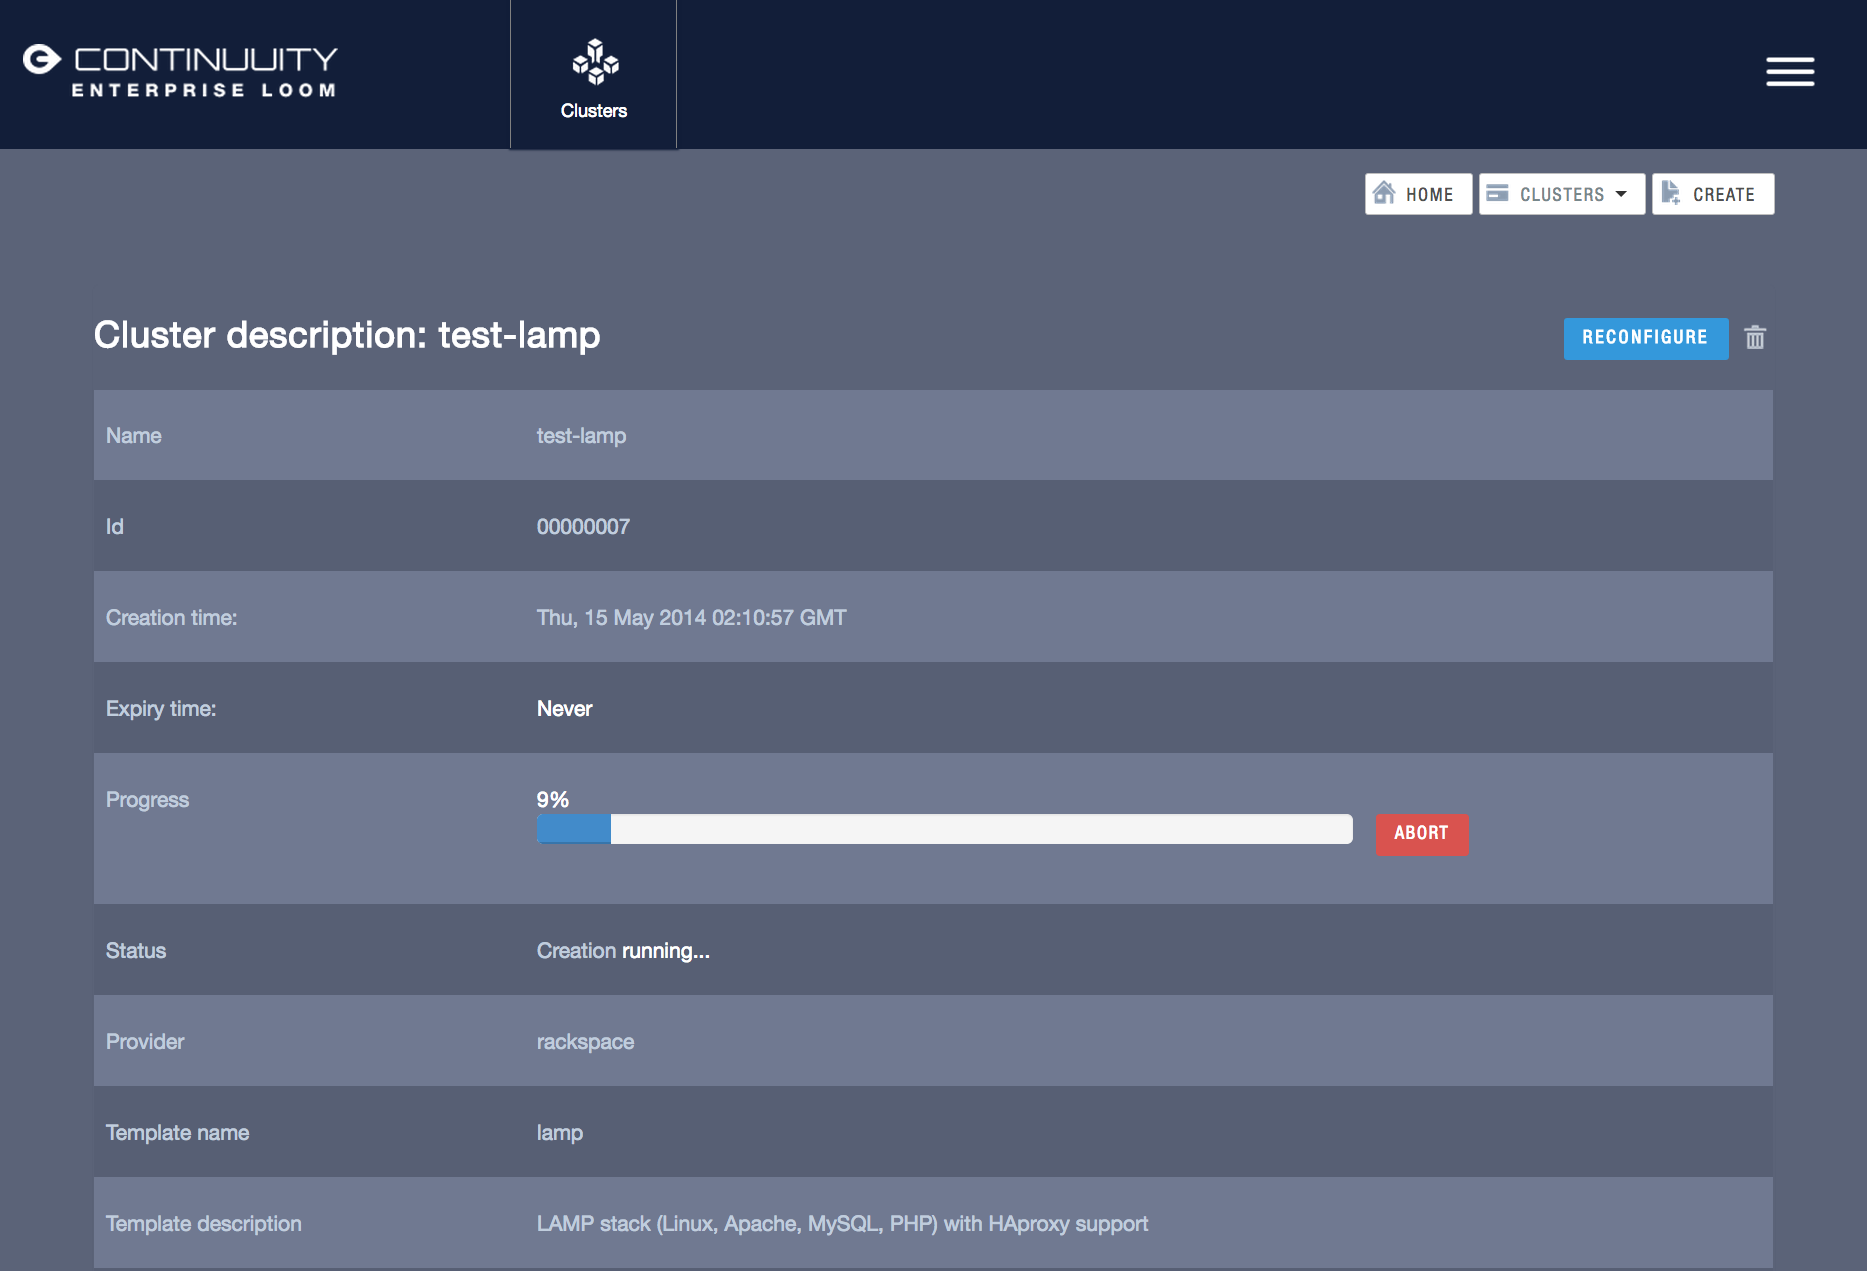 CONTINUUITY
ENTERPRISE LOOM
Clusters
HOME
CLUSTERS
CREATE
Cluster description: test-lamp
RECONFIGURE
Name test-lamp
Id 00000007
Creation time: Thu, 15 May 2014 02:10:57 GMT
Expiry time: Never
Progress 9%
ABORT
Status Creation running...
Provider rackspace
Template name lamp
Template description LAMP stack (Linux, Apache, MySQL, PHP) with HAproxy support